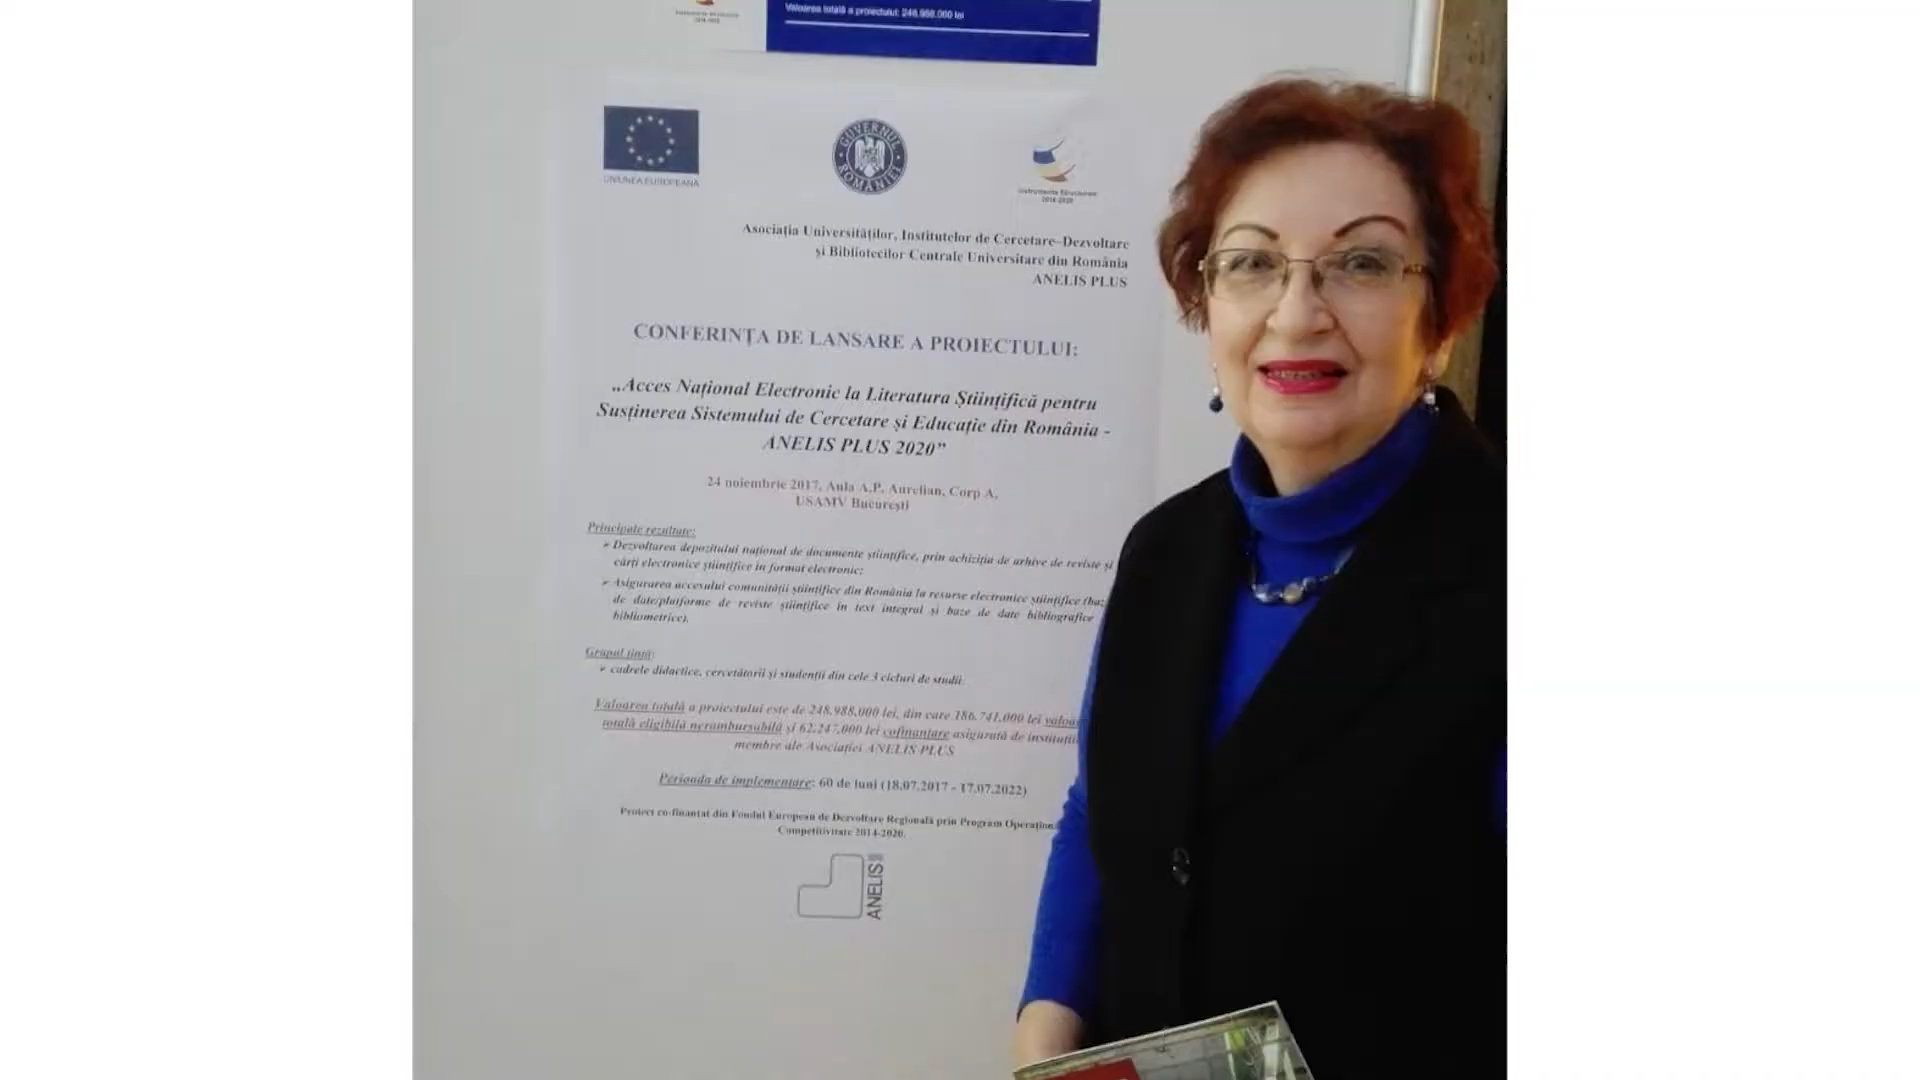 Valoarea totală a proiectului: 248.988.000 lei
Instrumente Structurale
2014-2020
UNIUNEA EUROPEANĂ
GUVERNUL ROMÂNIEI
Instrumente Structurale
2014-2020
Asociația Universităților, Institutelor de Cercetare–Dezvoltare
și Bibliotecilor Centrale Universitare din România
ANELIS PLUS
CONFERINȚA DE LANSARE A PROIECTULUI:
„Acces Național Electronic la Literatura Științifică pentru
Susținerea Sistemului de Cercetare și Educație din România -
ANELIS PLUS 2020”
24 noiembrie 2017, Aula A.P. Aurelian, Corp A,
USAMV București
Principale rezultate:
➢ Dezvoltarea depozitului național de documente științifice, prin achiziția de arhive de reviste și
cărți electronice științifice în format electronic;
➢ Asigurarea accesului comunității științifice din România la resurse electronice științifice (baz
de date/platforme de reviste științifice în text integral și baze de date bibliografice
bibliometrice).
Grupul țintă:
➢ cadrele didactice, cercetătorii și studenții din cele 3 cicluri de studii.
Valoarea totală a proiectului este de 248.988.000 lei, din care 186.741.000 lei valoar
totală eligibilă nerambursabilă și 62.247.000 lei cofinanțare asigurată de instituții
membre ale Asociației ANELIS PLUS
Perioada de implementare: 60 de luni (18.07.2017 - 17.07.2022)
Proiect co-finanțat din Fondul European de Dezvoltare Regională prin Program Operațion
Competitivitate 2014-2020.
ANELIS